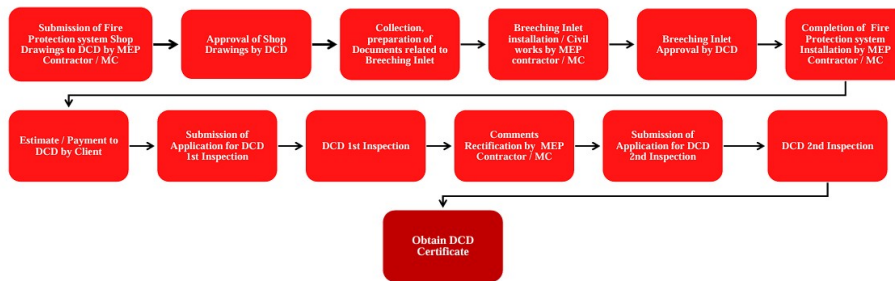 Submission of Fire
Protection system Shop
Drawings to DCD by MEP
Contractor / MC
Approval of Shop
Drawings by DCD
Collection,
preparation of
Documents related to
Breeching Inlet
Breeching Inlet
installation / Civil
works by MEP
contractor / MC
Breeching Inlet
Approval by DCD
Completion of Fire
Protection system
Installation by MEP
Contractor / MC
Estimate / Payment to
DCD by Client
Submission of
Application for DCD
1st Inspection
DCD 1st Inspection
Comments
Rectification by MEP
Contractor / MC
Submission of
Application for DCD
2nd Inspection
DCD 2nd Inspection
Obtain DCD
Certificate